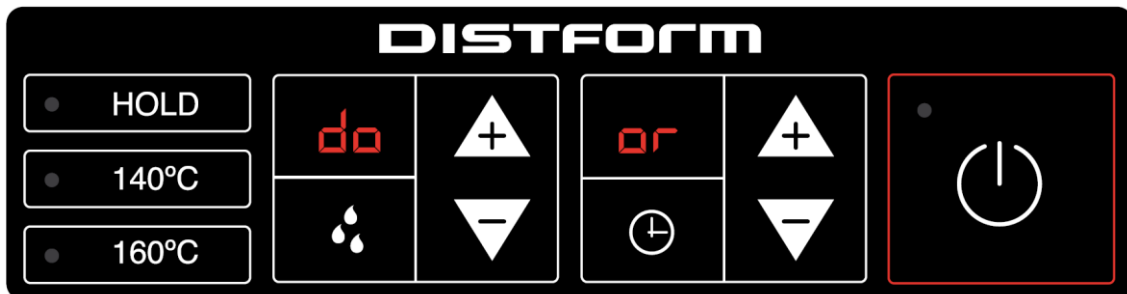 DISTFORM
HOLD
140ºC
160ºC
do
+
-
or
+
-